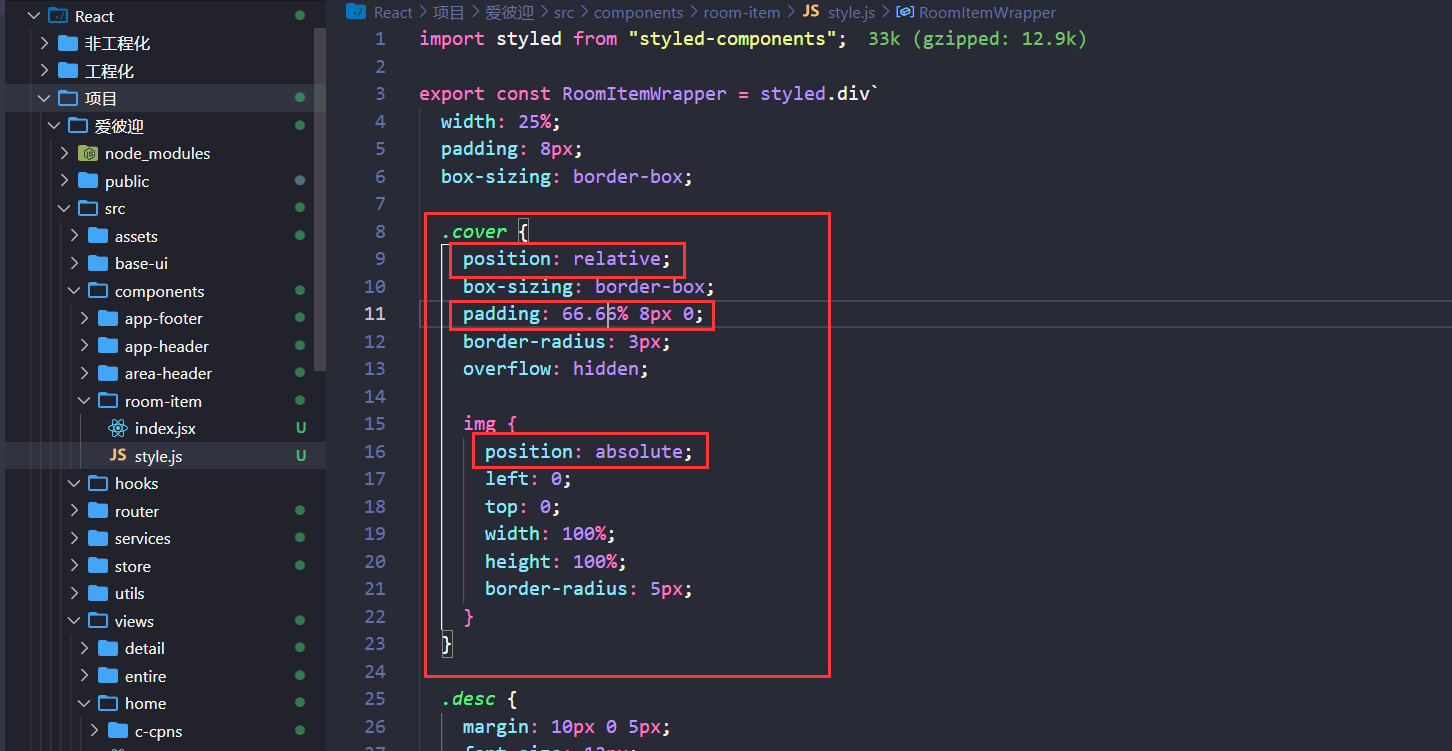 React
非工程化
工程化
项目
爱彼迎
node_modules
public
src
assets
base-ui
components
app-footer
app-header
area-header
room-item
index.jsx U
JS style.js U
hooks
router
services
store
utils
views
detail
entire
home
c-cpns
React > 项目 > 爱彼迎 > src > components > room-item > JS style.js > RoomItemWrapper
1 import styled from "styled-components"; 33k (gzipped: 12.9k)
2
3 export const RoomItemWrapper = styled.div`
4 width: 25%;
5 padding: 8px;
6 box-sizing: border-box;
7
8 .cover {
9 position: relative;
10 box-sizing: border-box;
11 padding: 66.66% 8px 0;
12 border-radius: 3px;
13 overflow: hidden;
14
15 img {
16 position: absolute;
17 left: 0;
18 top: 0;
19 width: 100%;
20 height: 100%;
21 border-radius: 5px;
22 }
23 }
24
25 .desc {
26 margin: 10px 0 5px;
27 font-size: 12px;